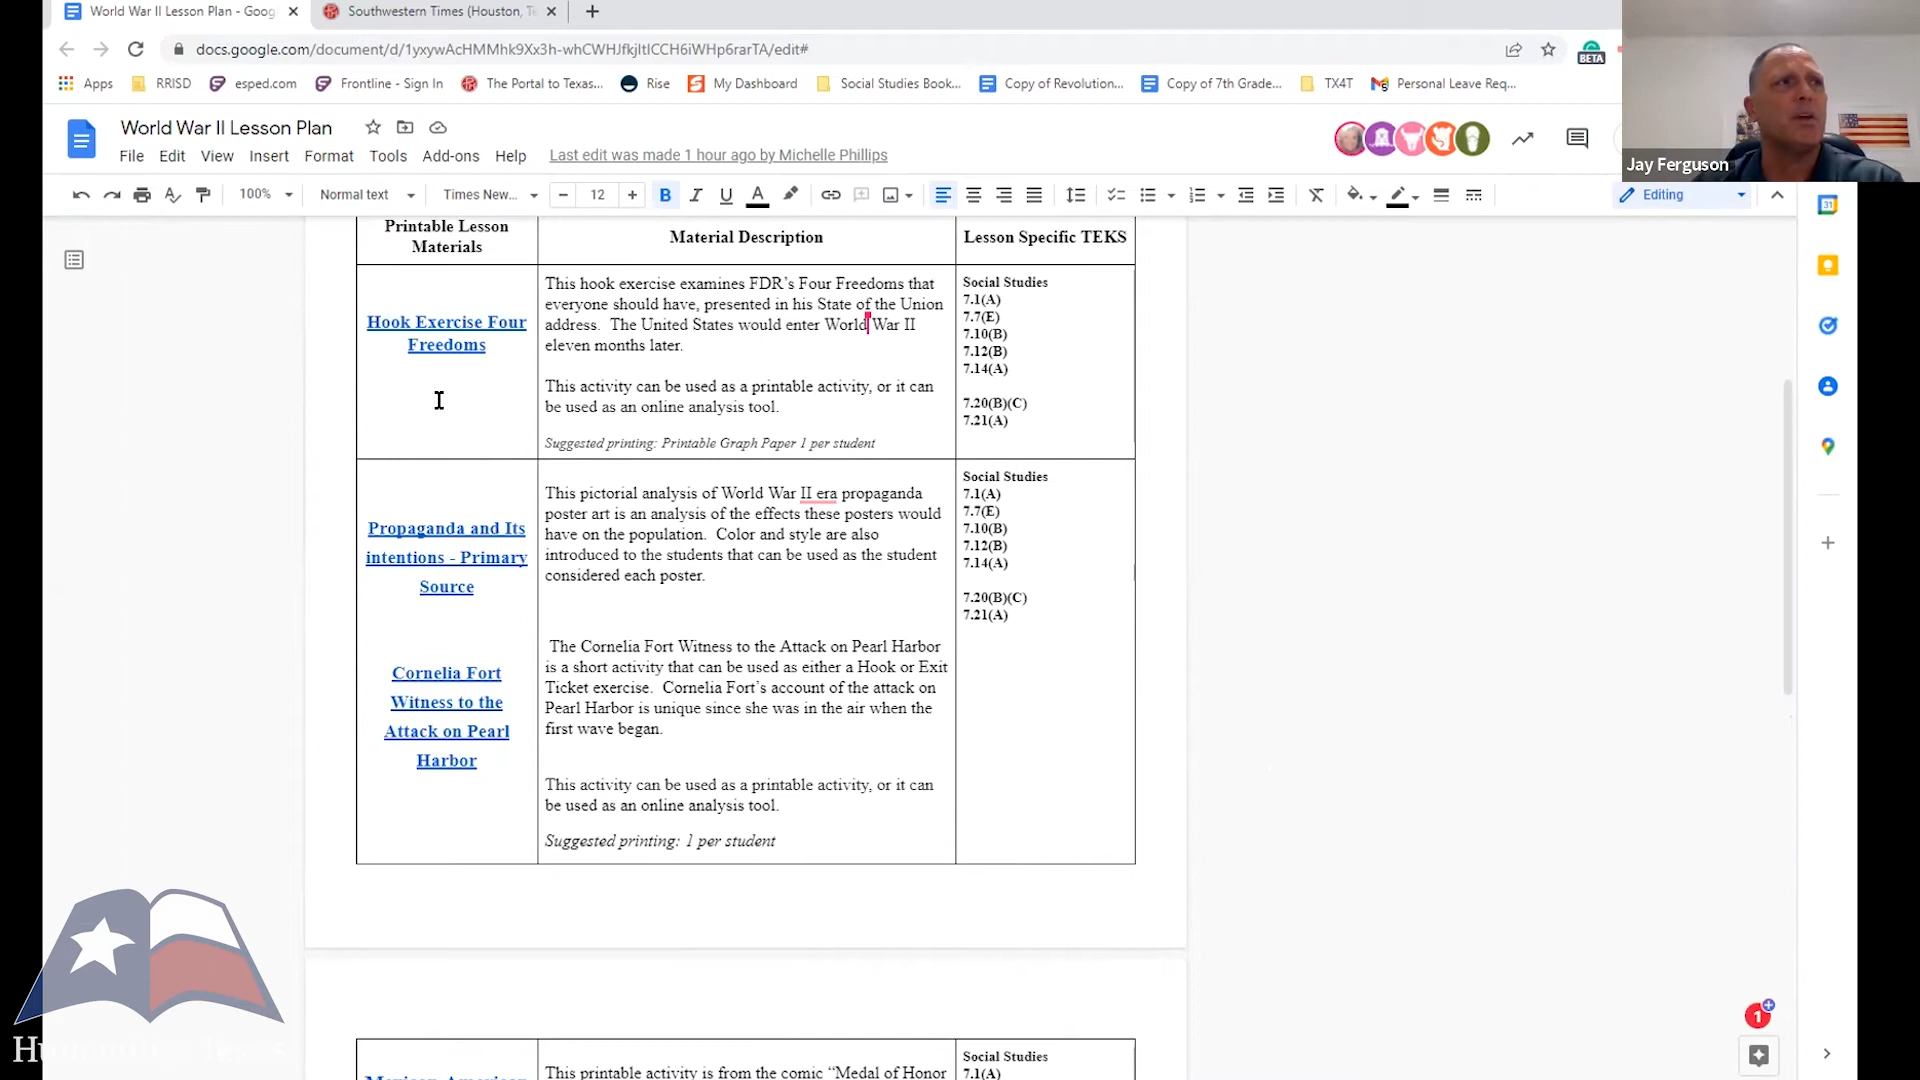 World War II Lesson Plan - Goog
Southwestern Times (Houston, Te
docs.google.com/document/d/1yxywAcHMMhk9Xx3h-whCWHJfkjltlCCH6iWHp6rarTA/edit#
BETA
Apps RRISD esped.com Frontline - Sign In The Portal to Texas... Rise My Dashboard Social Studies Book... Copy of Revolution... Copy of 7th Grade... TX4T Personal Leave Req...
World War II Lesson Plan
File Edit View Insert Format Tools Add-ons Help Last edit was made 1 hour ago by Michelle Phillips
Jay Ferguson
100% Normal text Times New... 12 B I U A Editing
31
Printable Lesson
Materials
Material Description
Lesson Specific TEKS
Hook Exercise Four
Freedoms
This hook exercise examines FDR’s Four Freedoms that
everyone should have, presented in his State of the Union
address. The United States would enter World War II
eleven months later.
This activity can be used as a printable activity, or it can
be used as an online analysis tool.
Suggested printing: Printable Graph Paper 1 per student
Social Studies
7.1(A)
7.7(E)
7.10(B)
7.12(B)
7.14(A)
7.20(B)(C)
7.21(A)
Propaganda and Its
intentions - Primary
Source
Cornelia Fort
Witness to the
Attack on Pearl
Harbor
This pictorial analysis of World War II era propaganda
poster art is an analysis of the effects these posters would
have on the population. Color and style are also
introduced to the students that can be used as the student
considered each poster.
The Cornelia Fort Witness to the Attack on Pearl Harbor
is a short activity that can be used as either a Hook or Exit
Ticket exercise. Cornelia Fort’s account of the attack on
Pearl Harbor is unique since she was in the air when the
first wave began.
This activity can be used as a printable activity, or it can
be used as an online analysis tool.
Suggested printing: 1 per student
Social Studies
7.1(A)
7.7(E)
7.10(B)
7.12(B)
7.14(A)
7.20(B)(C)
7.21(A)
Mexican American
This printable activity is from the comic “Medal of Honor
Social Studies
7.1(A)
1